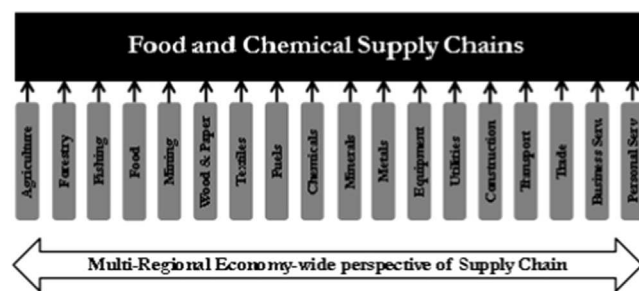 Food and Chemical Supply Chains
Agriculture
Forestry
Fishing
Food
Mining
Wood & Paper
Textiles
Fuels
Chemicals
Minerals
Metals
Equipment
Utilities
Construction
Transport
Trade
Business Serv.
Personal Serv
Multi-Regional Economy-wide perspective of Supply Chain